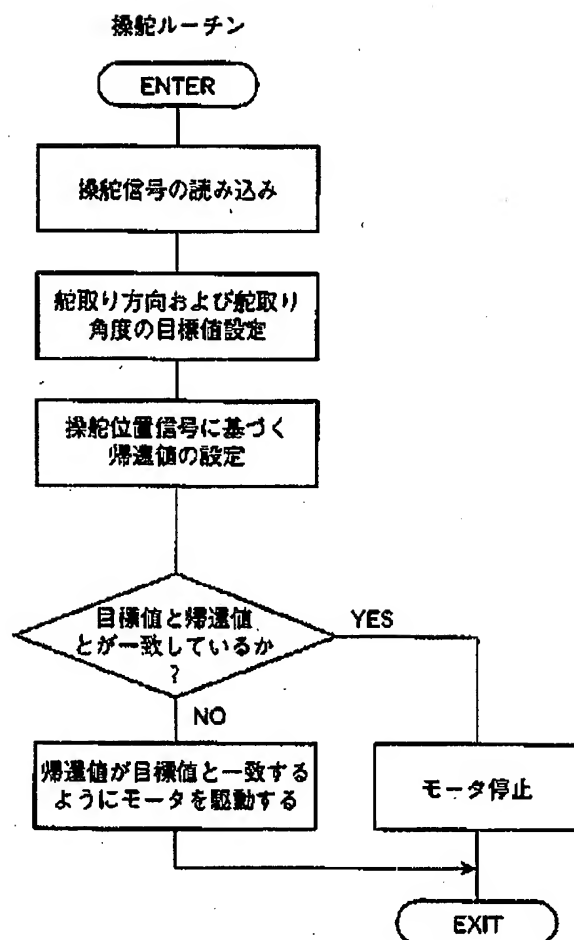 操舵ルーチン
ENTER
操舵信号の読み込み
舵取り方向および舵取り
角度の目標値設定
操舵位置信号に基づく
帰還値の設定
目標値と帰還値
とが一致しているか
?
YES
NO
帰還値が目標値と一致する
ようにモータを駆動する
モータ停止
EXIT